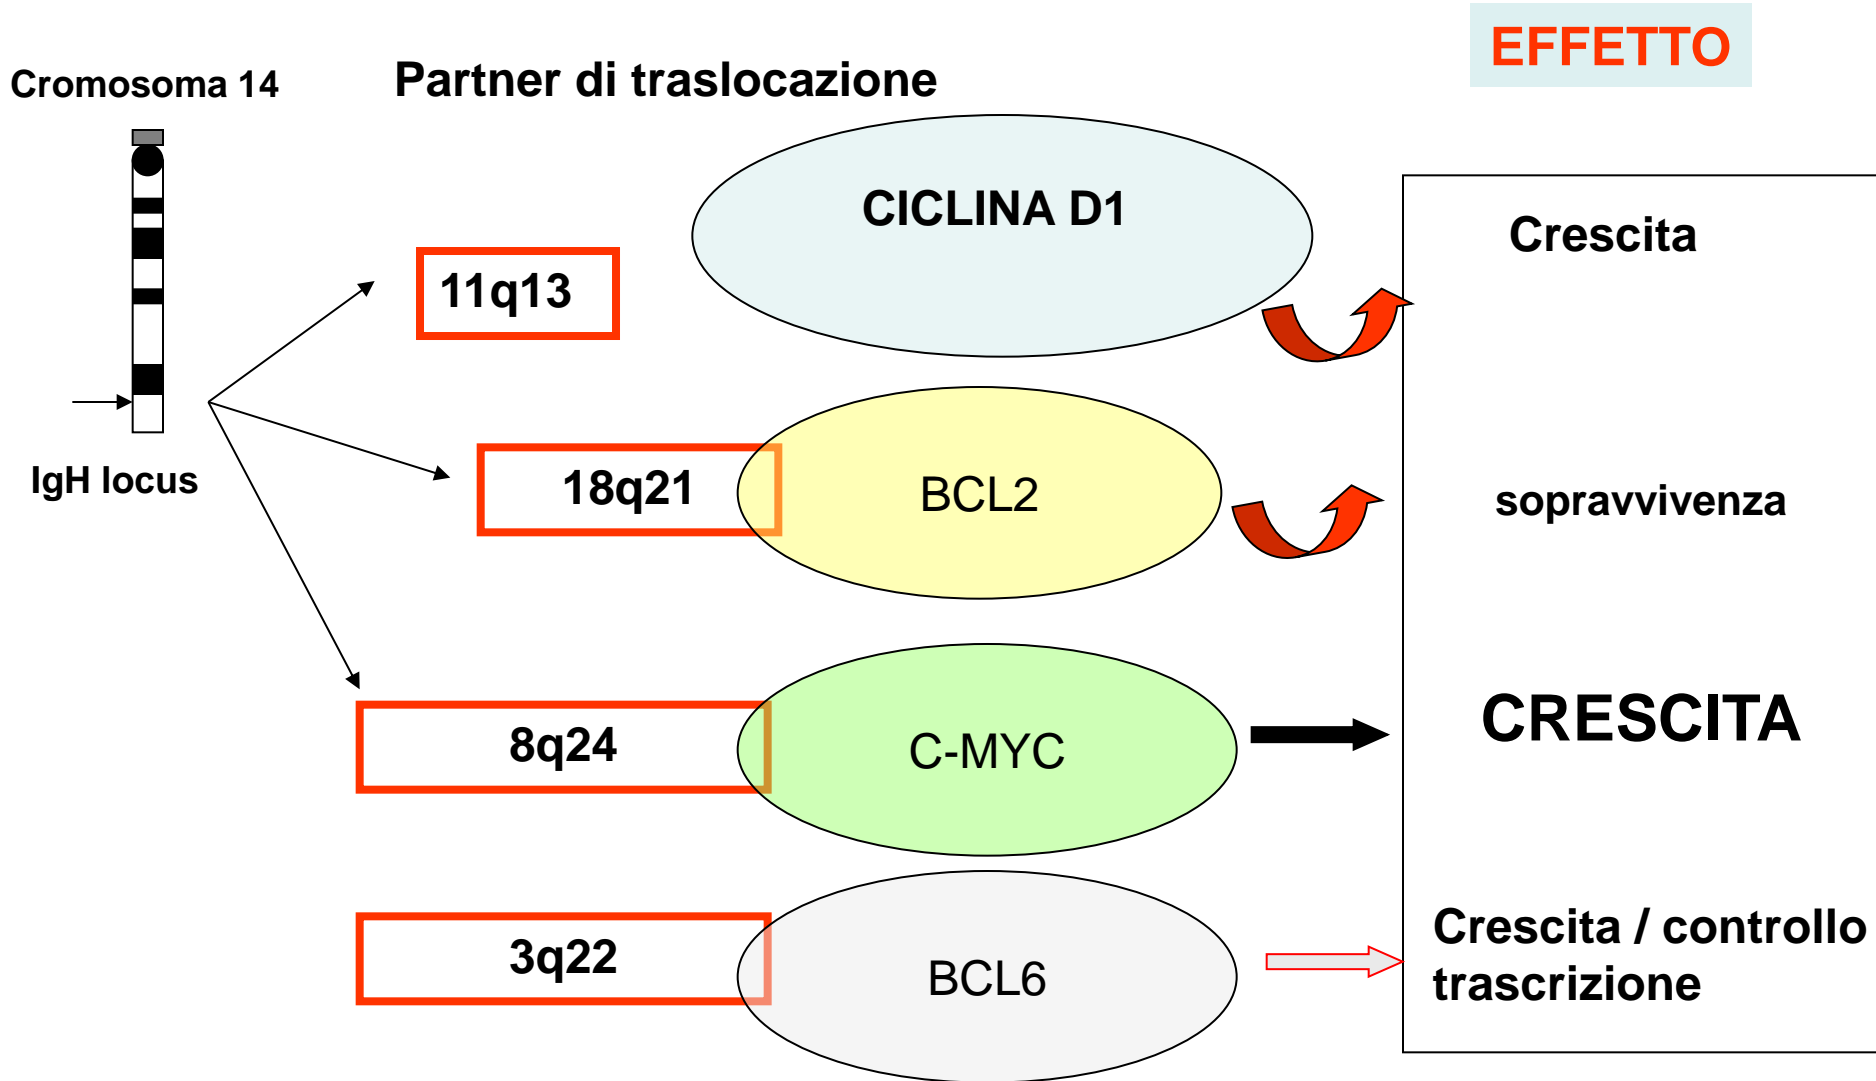 EFFETTO
Cromosoma 14
Partner di traslocazione
CICLINA D1
Crescita
11q13
IgH locus
18q21
BCL2
sopravvivenza
8q24
C-MYC
CRESCITA
3q22
BCL6
Crescita / controllo
trascrizione